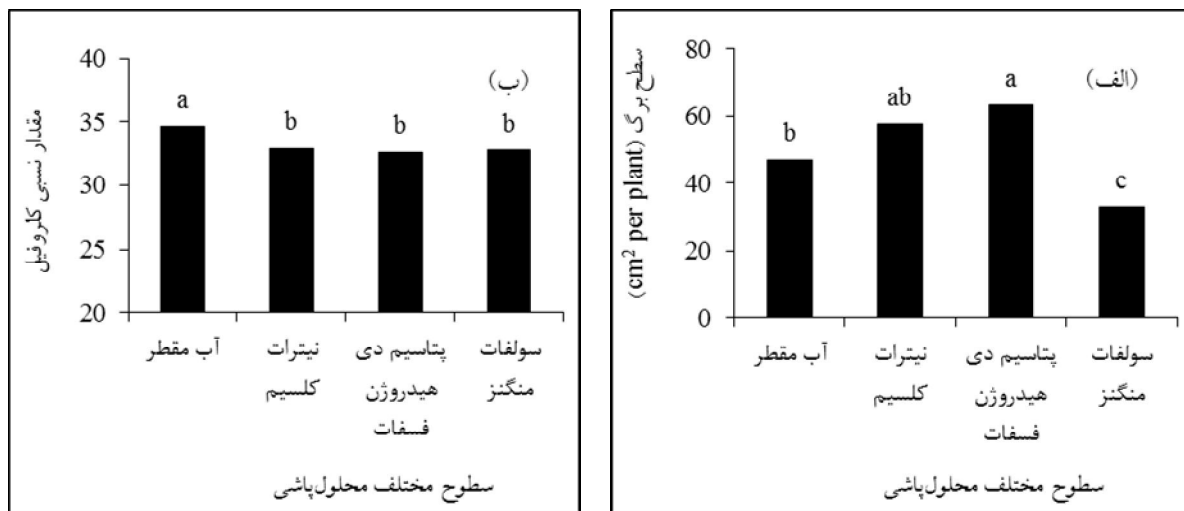 (الف)
سطح برگ (cm² per plant)
80
60
40
20
0
b
ab
a
c
آب مقطر
نیترات
کلسیم
پتاسیم دی
هیدروژن
فسفات
سولفات
منگنز
سطوح مختلف محلول‌پاشی
(ب)
مقدار نسبی کلروفیل
40
35
30
25
20
a
b
b
b
آب مقطر
نیترات
کلسیم
پتاسیم دی
هیدروژن
فسفات
سولفات
منگنز
سطوح مختلف محلول‌پاشی